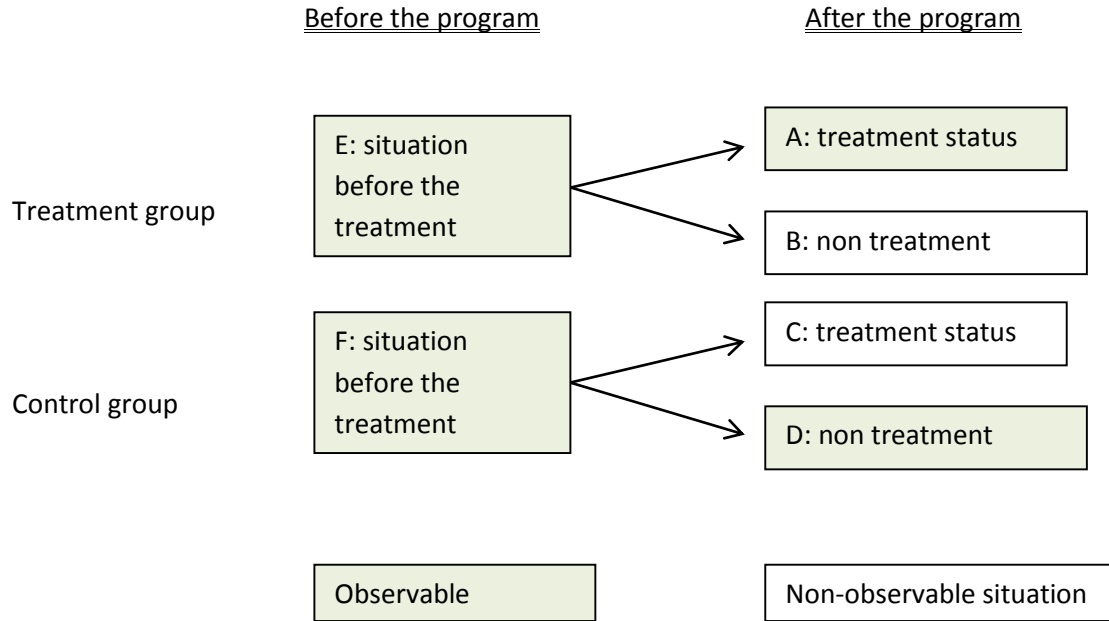 Before the program
After the program
Treatment group
E: situation
before the
treatment
A: treatment status
B: non treatment
Control group
F: situation
before the
treatment
C: treatment status
D: non treatment
Observable
Non-observable situation